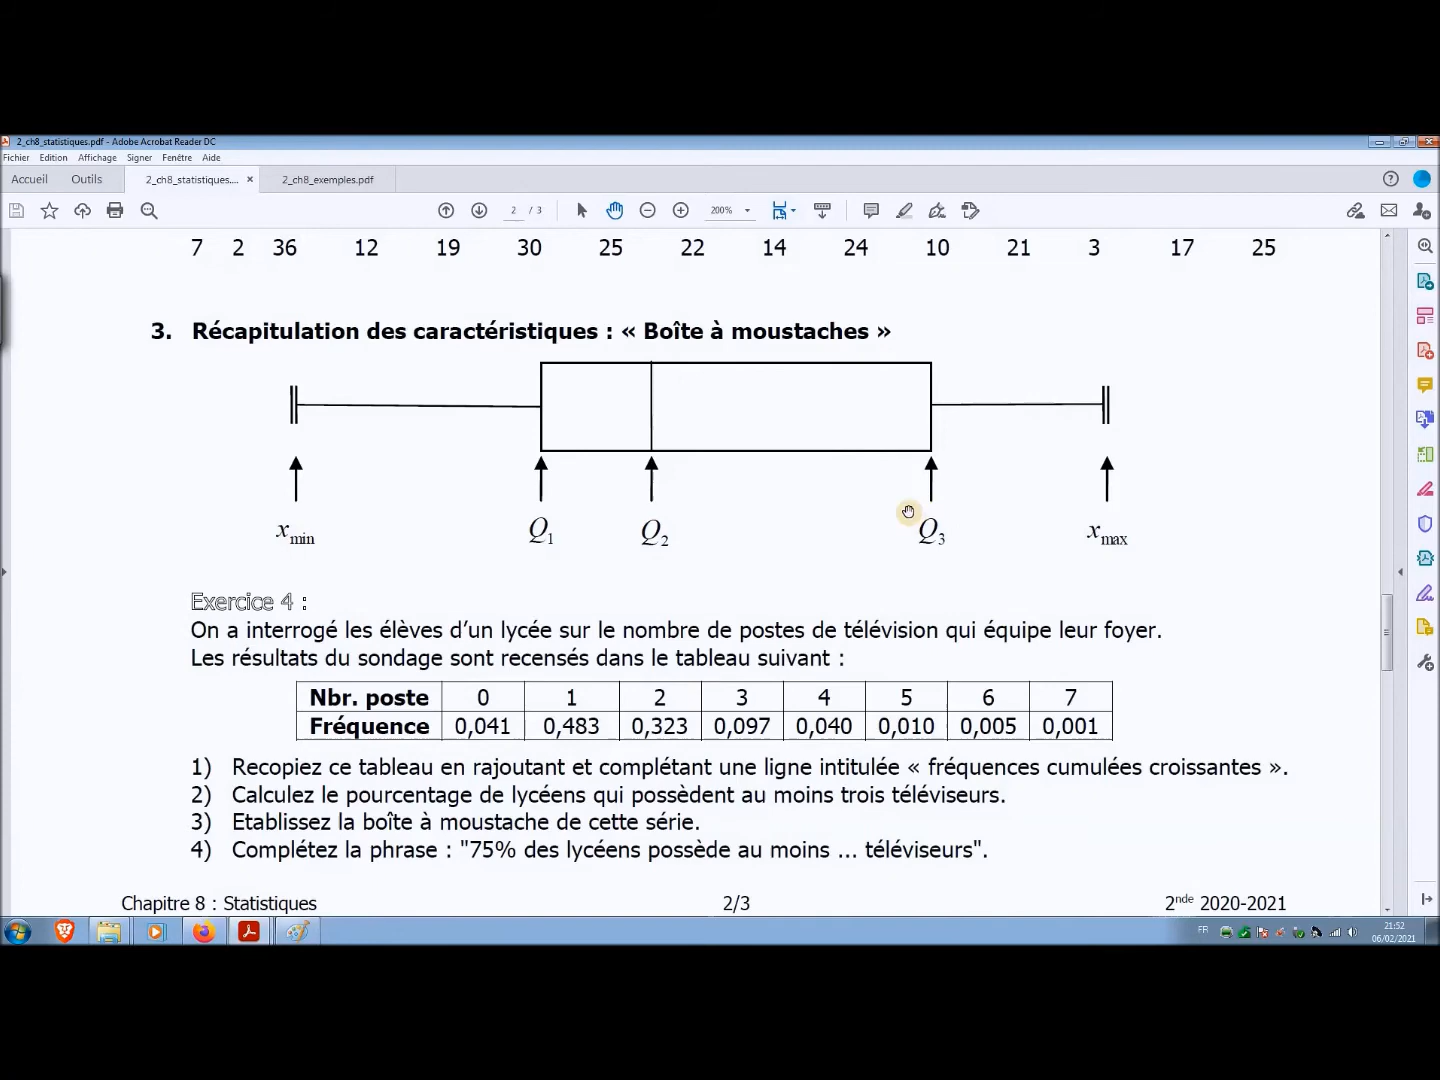 2_ch8_statistiques.pdf - Adobe Acrobat Reader DC
Fichier Edition Affichage Signer Fenêtre Aide
Accueil Outils 2_ch8_statistiques.... × 2_ch8_exemples.pdf
2 / 3 200%
7 2 36 12 19 30 25 22 14 24 10 21 3 17 25
3. Récapitulation des caractéristiques : « Boîte à moustaches »
x min Q1 Q2 Q3 x max
Exercice 4 :
On a interrogé les élèves d’un lycée sur le nombre de postes de télévision qui équipe leur foyer.
Les résultats du sondage sont recensés dans le tableau suivant :
Nbr. poste 0 1 2 3 4 5 6 7
Fréquence 0,041 0,483 0,323 0,097 0,040 0,010 0,005 0,001
1) Recopiez ce tableau en rajoutant et complétant une ligne intitulée « fréquences cumulées croissantes ».
2) Calculez le pourcentage de lycéens qui possèdent au moins trois téléviseurs.
3) Etablissez la boîte à moustache de cette série.
4) Complétez la phrase : "75% des lycéens possède au moins ... téléviseurs".
Chapitre 8 : Statistiques 2/3 2nde 2020-2021
FR 21:52
06/02/2021